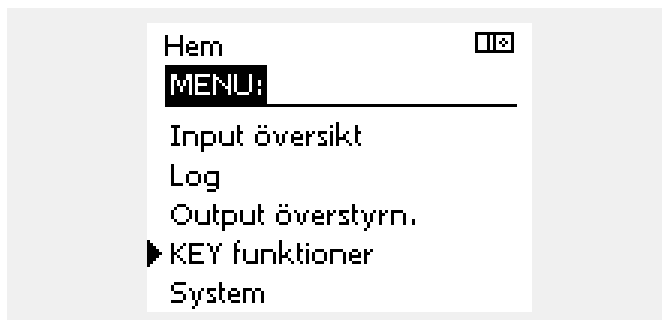 Hem
MENU:
Input översikt
Log
Output överstyrn.
KEY funktioner
System